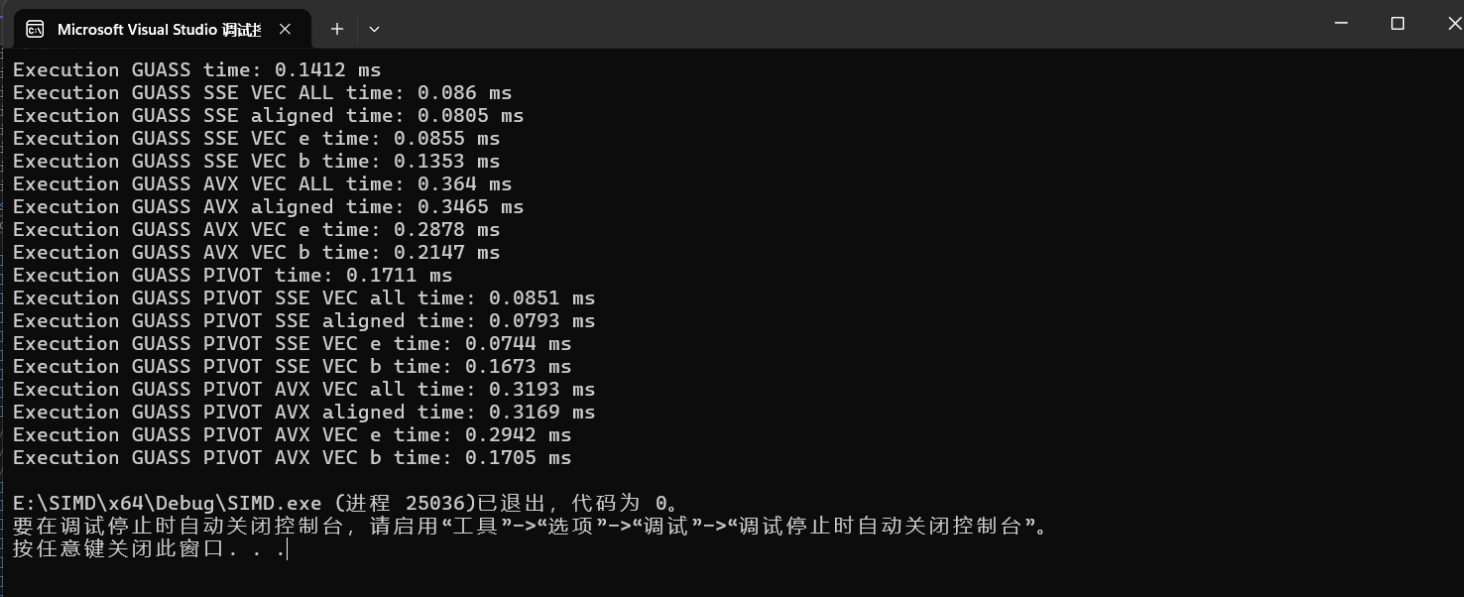 Microsoft Visual Studio 调试控
Execution GUASS time: 0.1412 ms
Execution GUASS SSE VEC ALL time: 0.086 ms
Execution GUASS SSE aligned time: 0.0805 ms
Execution GUASS SSE VEC e time: 0.0855 ms
Execution GUASS SSE VEC b time: 0.1353 ms
Execution GUASS AVX VEC ALL time: 0.364 ms
Execution GUASS AVX aligned time: 0.3465 ms
Execution GUASS AVX VEC e time: 0.2878 ms
Execution GUASS AVX VEC b time: 0.2147 ms
Execution GUASS PIVOT time: 0.1711 ms
Execution GUASS PIVOT SSE VEC all time: 0.0851 ms
Execution GUASS PIVOT SSE aligned time: 0.0793 ms
Execution GUASS PIVOT SSE VEC e time: 0.0744 ms
Execution GUASS PIVOT SSE VEC b time: 0.1673 ms
Execution GUASS PIVOT AVX VEC all time: 0.3193 ms
Execution GUASS PIVOT AVX aligned time: 0.3169 ms
Execution GUASS PIVOT AVX VEC e time: 0.2942 ms
Execution GUASS PIVOT AVX VEC b time: 0.1705 ms
E:\SIMD\x64\Debug\SIMD.exe (进程 25036)已退出，代码为 0。
要在调试停止时自动关闭控制台，请启用“工具”->“选项”->“调试”->“调试停止时自动关闭控制台”。
按任意键关闭此窗口. . .